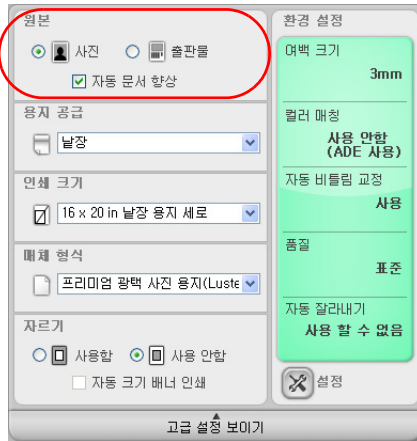 원본
사진
출판물
자동 문서 향상
용지 공급
낱장
인쇄 크기
16 x 20 in 낱장 용지 세로
매체 형식
프리미엄 광택 사진 용지(Luste
자르기
사용함
사용 안함
자동 크기 배너 인쇄
환경 설정
여백 크기
3mm
컬러 매칭
사용 안함
(ADE 사용)
자동 비틀림 교정
사용
품질
표준
자동 잘라내기
사용 할 수 없음
설정
고급 설정 보이기